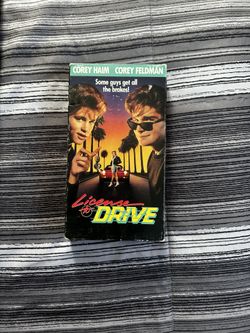 COREY HAIM COREY FELDMAN
Some guys get all
the brakes!
License
to DRIVE